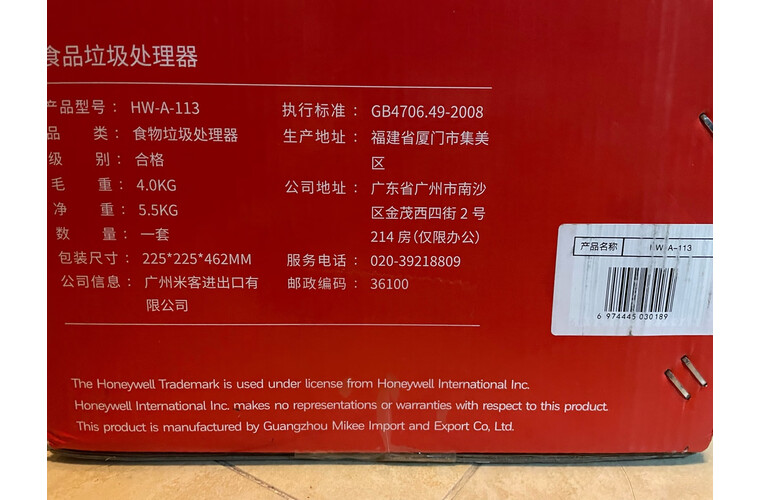 食品垃圾处理器
产品型号： HW-A-113
品 类： 食物垃圾处理器
级 别： 合格
毛 重： 4.0KG
净 重： 5.5KG
数 量： 一套
包装尺寸： 225*225*462MM
公司信息： 广州米客进出口有
限公司
执行标准： GB4706.49-2008
生产地址： 福建省厦门市集美
区
公司地址： 广东省广州市南沙
区金茂西四街2号
214房(仅限办公)
服务电话： 020-39218809
邮政编码： 36100
产品名称 HW-A-113
6 974445 030189
The Honeywell Trademark is used under license from Honeywell International Inc.
Honeywell International Inc. makes no representations or warranties with respect to this product.
This product is manufactured by Guangzhou Mikee Import and Export Co, Ltd.